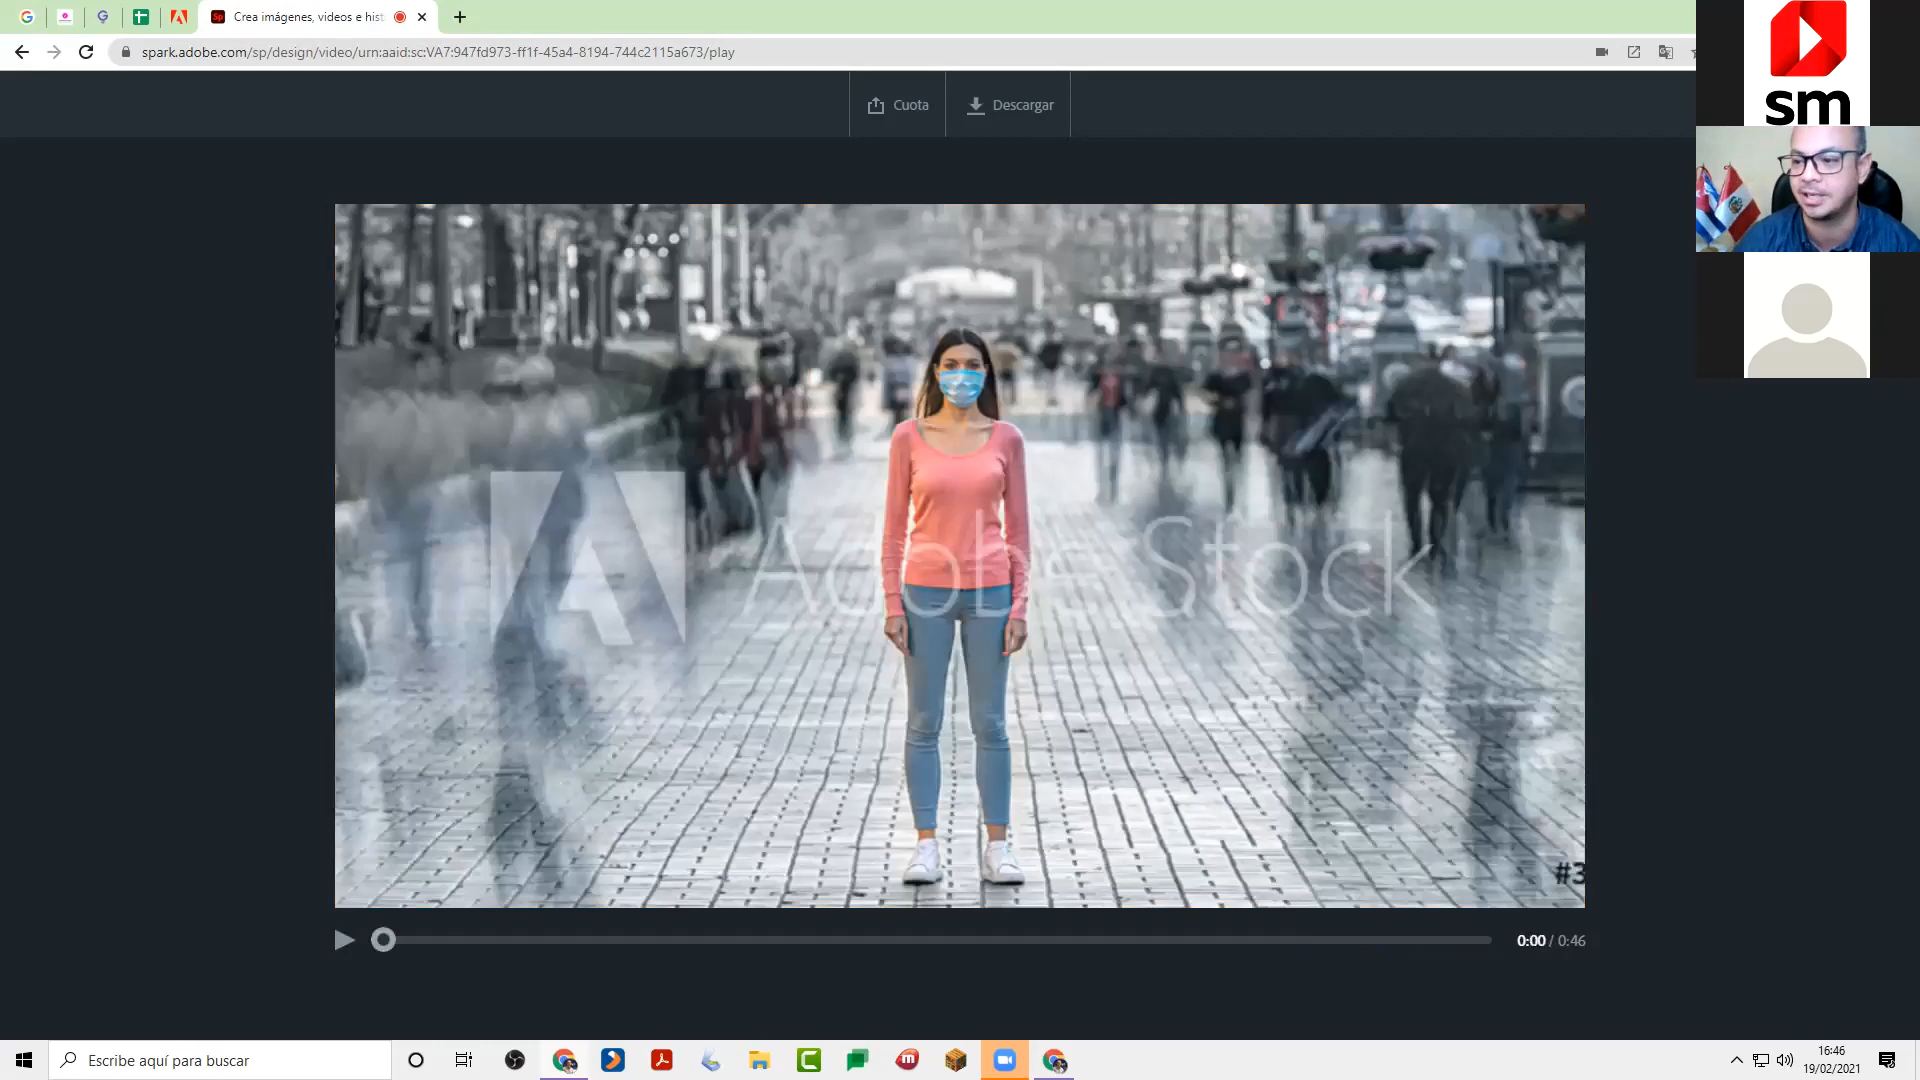 Crea imágenes, videos e hist
spark.adobe.com/sp/design/video/urn:aaid:sc:VA7:947fd973-ff1f-45a4-8194-744c2115a673/play
Cuota
Descargar
sm
Adobe Stock
#3
0:00 / 0:46
Escribe aquí para buscar
16:46
19/02/2021